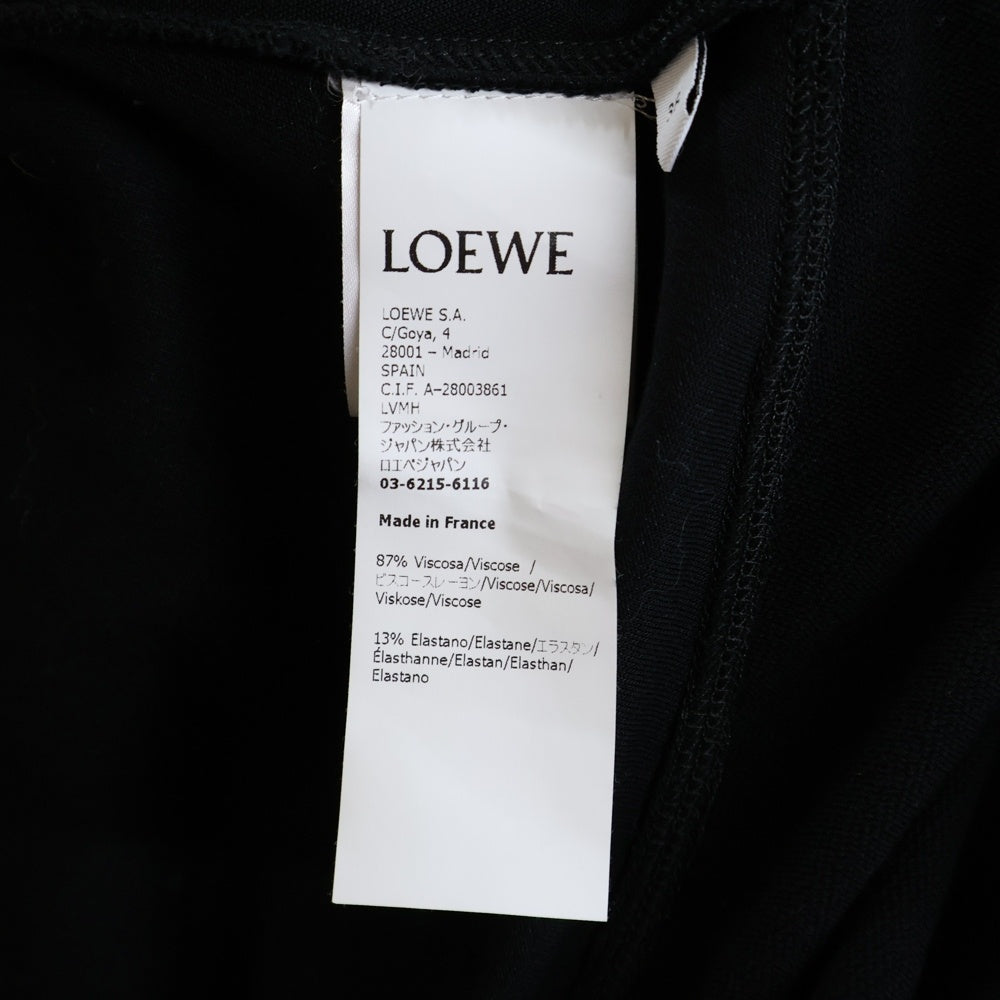 LOEWE
LOEWE S.A.
C/Goya, 4
28001 – Madrid
SPAIN
C.I.F. A–28003861
LVMH
ファッション・グループ・
ジャパン株式会社
ロエベジャパン
03-6215-6116
Made in France
87% Viscosa/Viscose /
ビスコースレーヨン/Viscose/Viscosa/
Viskose/Viscose
13% Elastano/Elastane/エラスタン/
Élasthanne/Elastan/Elasthan/
Elastano